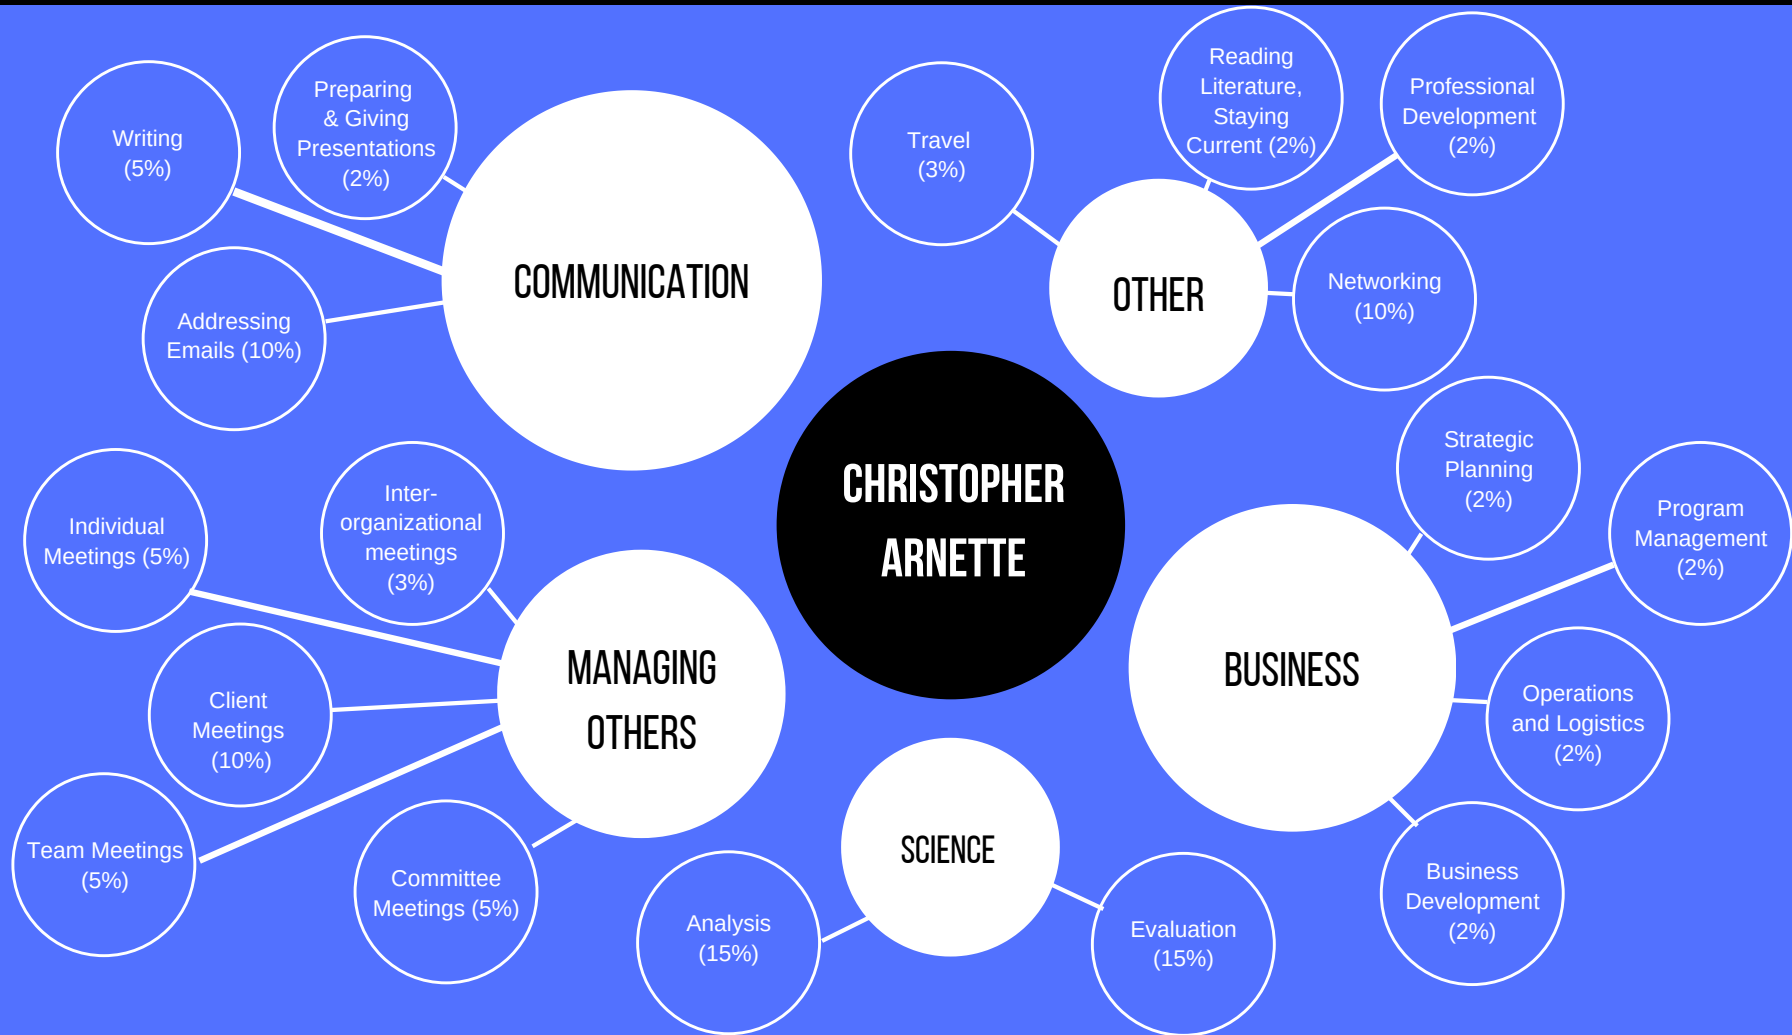 Writing
(5%)
Preparing
& Giving
Presentations
(2%)
Addressing
Emails (10%)
COMMUNICATION
Travel
(3%)
Reading
Literature,
Staying
Current (2%)
Professional
Development
(2%)
Networking
(10%)
OTHER
CHRISTOPHER
ARNETTE
Individual
Meetings (5%)
Inter-
organizational
meetings
(3%)
Client
Meetings
(10%)
Team Meetings
(5%)
Committee
Meetings (5%)
MANAGING
OTHERS
Strategic
Planning
(2%)
Program
Management
(2%)
Operations
and Logistics
(2%)
Business
Development
(2%)
BUSINESS
SCIENCE
Analysis
(15%)
Evaluation
(15%)